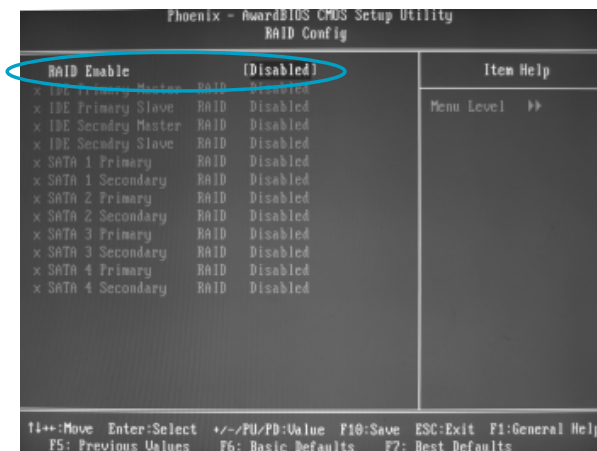 Phoenix - AwardBIOS CMOS Setup Utility
RAID Config
RAID Enable [Disabled]
x IDE Primary Master RAID Disabled
x IDE Primary Slave RAID Disabled
x IDE Secndry Master RAID Disabled
x IDE Secndry Slave RAID Disabled
x SATA 1 Primary RAID Disabled
x SATA 1 Secondary RAID Disabled
x SATA 2 Primary RAID Disabled
x SATA 2 Secondary RAID Disabled
x SATA 3 Primary RAID Disabled
x SATA 3 Secondary RAID Disabled
x SATA 4 Primary RAID Disabled
x SATA 4 Secondary RAID Disabled
Item Help
Menu Level ▸▸
↑↓→←:Move Enter:Select +/-/PU/PD:Value F10:Save ESC:Exit F1:General Help
F5: Previous Values F6: Basic Defaults F7: Best Defaults